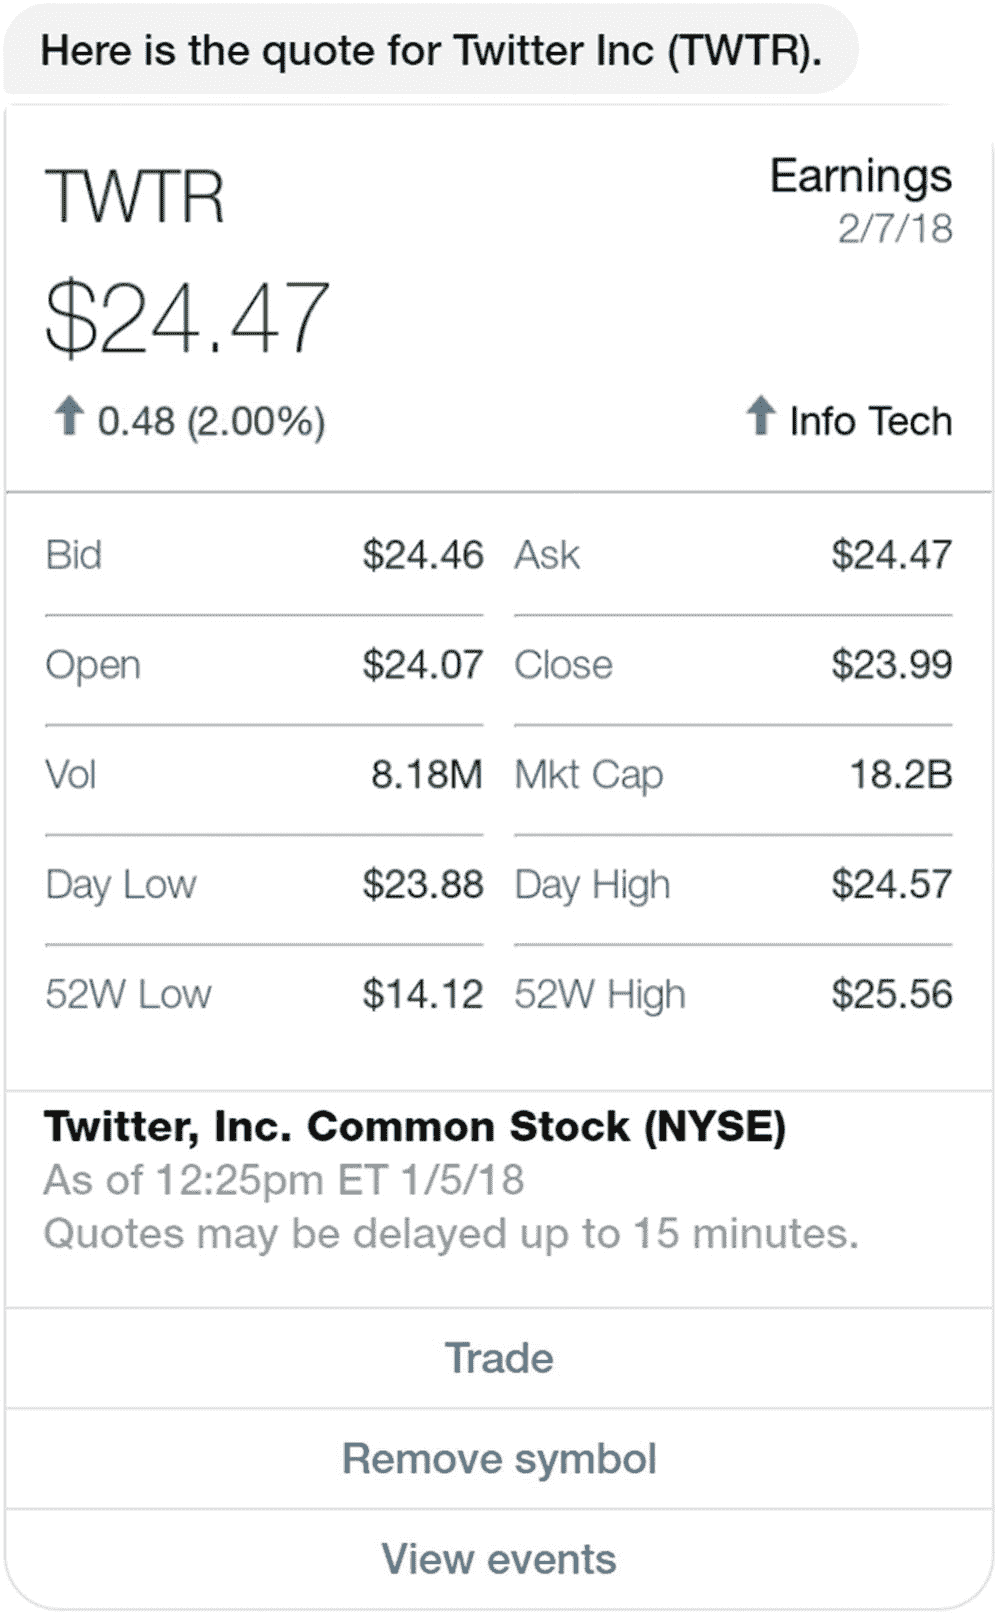 Here is the quote for Twitter Inc (TWTR).
TWTR
Earnings
2/7/18
$24.47
0.48 (2.00%)
Info Tech
Bid $24.46 Ask $24.47
Open $24.07 Close $23.99
Vol 8.18M Mkt Cap 18.2B
Day Low $23.88 Day High $24.57
52W Low $14.12 52W High $25.56
Twitter, Inc. Common Stock (NYSE)
As of 12:25pm ET 1/5/18
Quotes may be delayed up to 15 minutes.
Trade
Remove symbol
View events